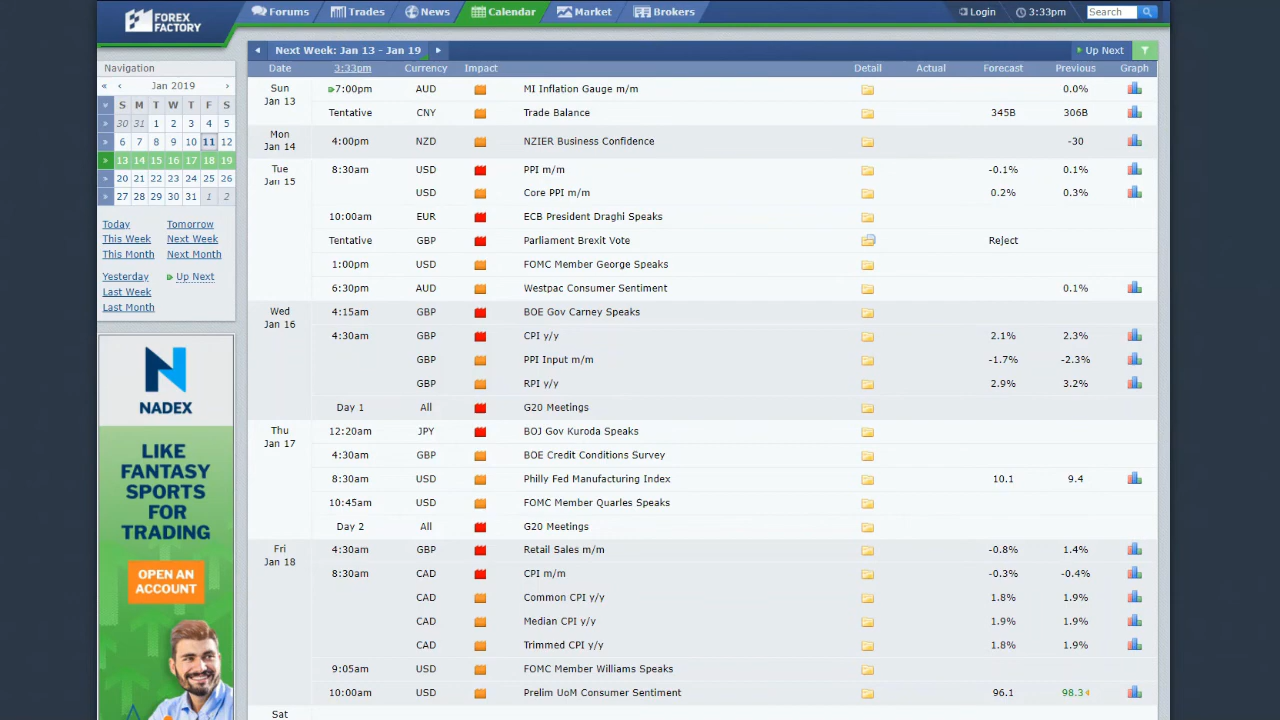 FOREX FACTORY
Forums Trades News Calendar Market Brokers Login 3:33pm Search
Next Week: Jan 13 - Jan 19 Up Next
Navigation
Jan 2019
S M T W T F S
30 31 1 2 3 4 5
6 7 8 9 10 11 12
13 14 15 16 17 18 19
20 21 22 23 24 25 26
27 28 29 30 31 1 2
Today Tomorrow
This Week Next Week
This Month Next Month
Yesterday Up Next
Last Week
Last Month
NADEX
LIKE
FANTASY
SPORTS
FOR
TRADING
OPEN AN
ACCOUNT
Date 3:33pm Currency Impact Detail Actual Forecast Previous Graph
Sun Jan 13 7:00pm AUD MI Inflation Gauge m/m 0.0%
Tentative CNY Trade Balance 345B 306B
Mon Jan 14 4:00pm NZD NZIER Business Confidence -30
Tue Jan 15 8:30am USD PPI m/m -0.1% 0.1%
USD Core PPI m/m 0.2% 0.3%
10:00am EUR ECB President Draghi Speaks
Tentative GBP Parliament Brexit Vote Reject
1:00pm USD FOMC Member George Speaks
6:30pm AUD Westpac Consumer Sentiment 0.1%
Wed Jan 16 4:15am GBP BOE Gov Carney Speaks
4:30am GBP CPI y/y 2.1% 2.3%
GBP PPI Input m/m -1.7% -2.3%
GBP RPI y/y 2.9% 3.2%
Day 1 All G20 Meetings
Thu Jan 17 12:20am JPY BOJ Gov Kuroda Speaks
4:30am GBP BOE Credit Conditions Survey
8:30am USD Philly Fed Manufacturing Index 10.1 9.4
10:45am USD FOMC Member Quarles Speaks
Day 2 All G20 Meetings
Fri Jan 18 4:30am GBP Retail Sales m/m -0.8% 1.4%
8:30am CAD CPI m/m -0.3% -0.4%
CAD Common CPI y/y 1.8% 1.9%
CAD Median CPI y/y 1.9% 1.9%
CAD Trimmed CPI y/y 1.8% 1.9%
9:05am USD FOMC Member Williams Speaks
10:00am USD Prelim UoM Consumer Sentiment 96.1 98.3
Sat